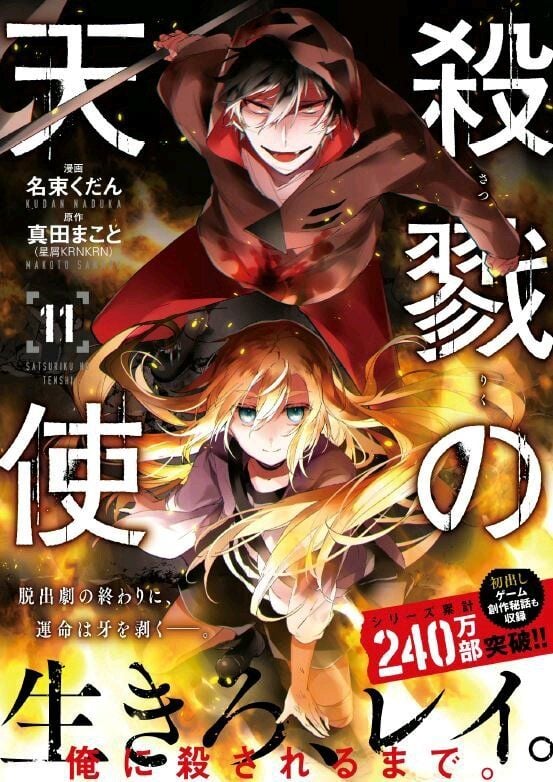 殺戮の
さつ
りく
天使
漫画
名束くだん
KUDAN NADUKA
原作
真田まこと
(星屑KRNKRN)
MAKOTO SANADA
[11]
SATSURIKU NO
TENSHI
脱出劇の終わりに、
運命は牙を剥く──。
初出し
ゲーム
創作秘話も
収録
シリーズ累計
240万部突破!!
生きろ、レイ。
俺に殺されるまで。